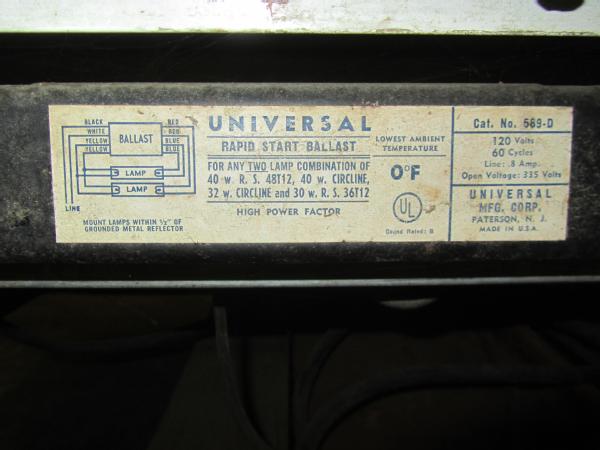 BLACK
WHITE
YELLOW
YELLOW
BALLAST
RED
RED
BLUE
BLUE
LAMP
LAMP
LINE
MOUNT LAMPS WITHIN ½" OF
GROUNDED METAL REFLECTOR
UNIVERSAL
RAPID START BALLAST
FOR ANY TWO LAMP COMBINATION OF
40 w. R. S. 48T12, 40 w. CIRCLINE,
32 w. CIRCLINE and 30 w. R. S. 36T12
HIGH POWER FACTOR
LOWEST AMBIENT
TEMPERATURE
0°F
UL
Sound Rated: B
Cat. No. 589-D
120 Volts
60 Cycles
Line: .8 Amp.
Open Voltage: 335 Volts
UNIVERSAL
MFG. CORP.
PATERSON, N. J.
MADE IN U.S.A.